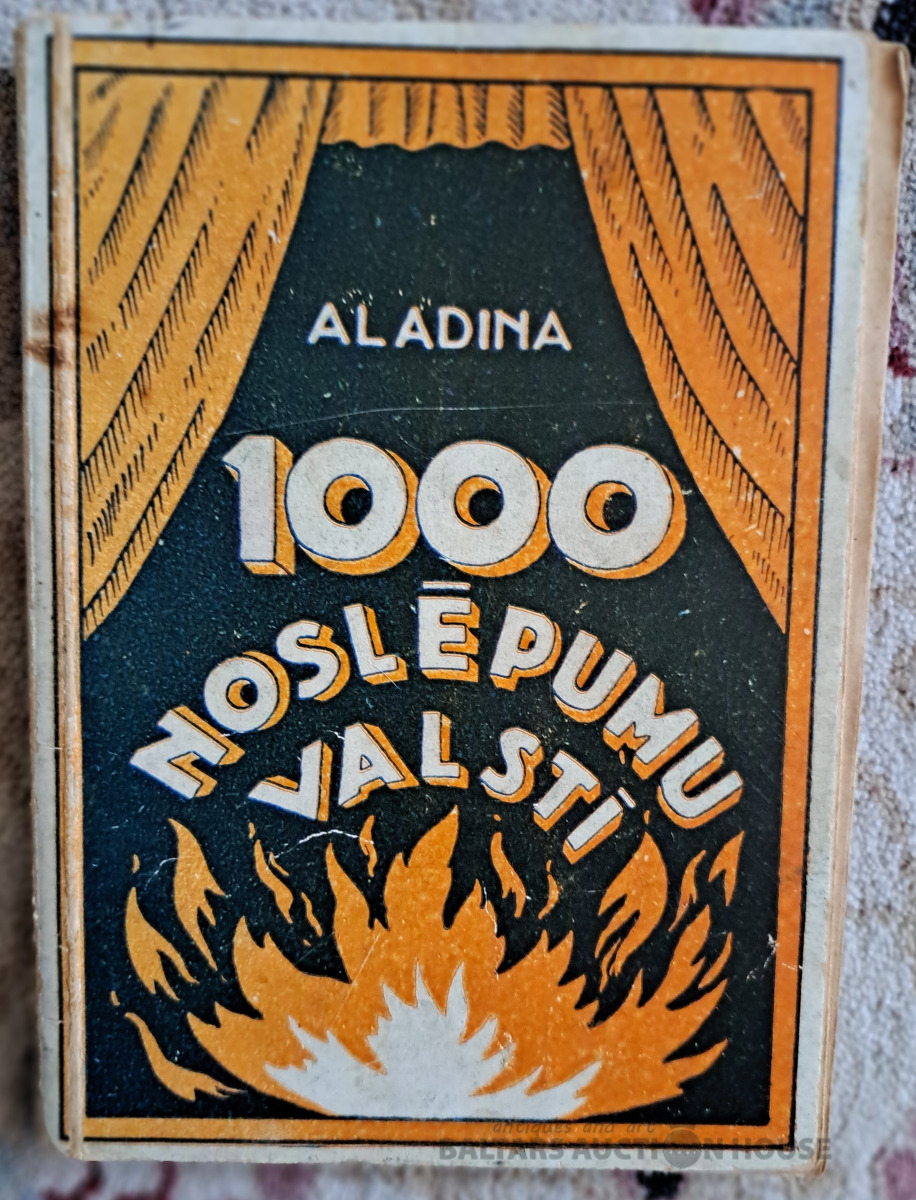 ALADINA
1000
NOSLĒPUMU
VALSTĪ
antiques and art
BALTARS AUCTION HOUSE